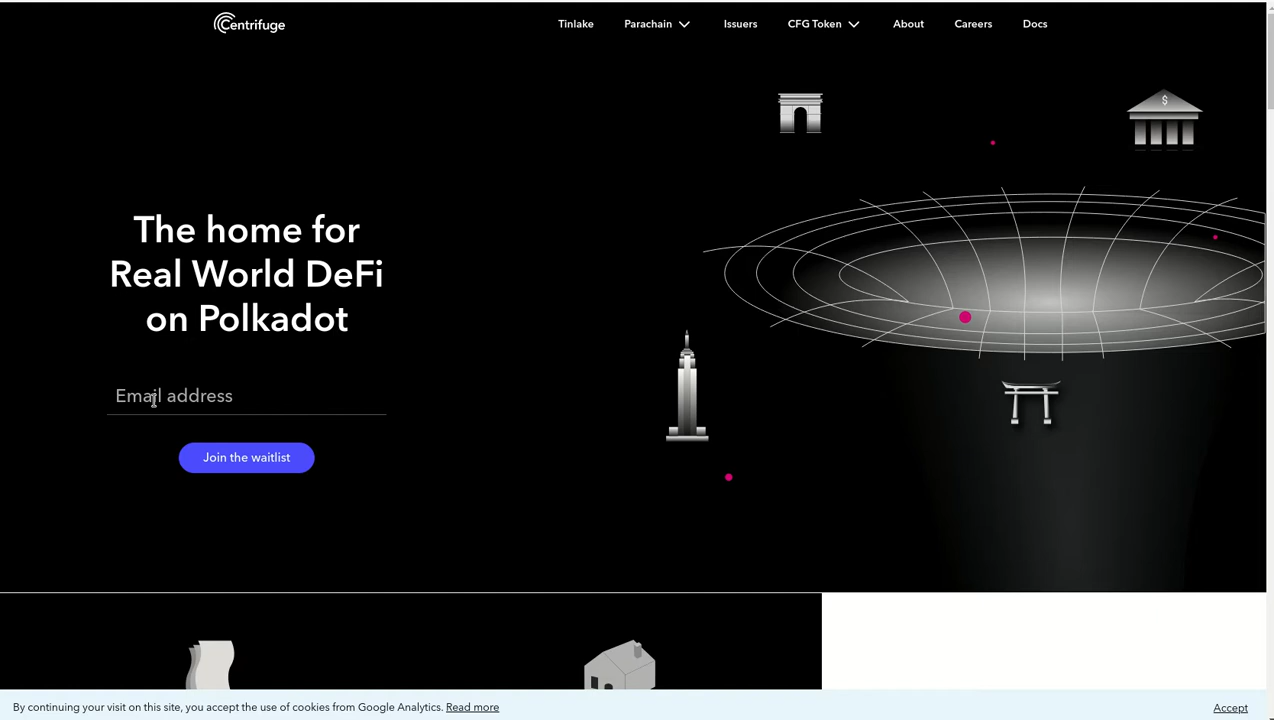 Centrifuge
Tinlake Parachain Issuers CFG Token About Careers Docs
$
The home for
Real World DeFi
on Polkadot
Email address
Join the waitlist
By continuing your visit on this site, you accept the use of cookies from Google Analytics. Read more
Accept